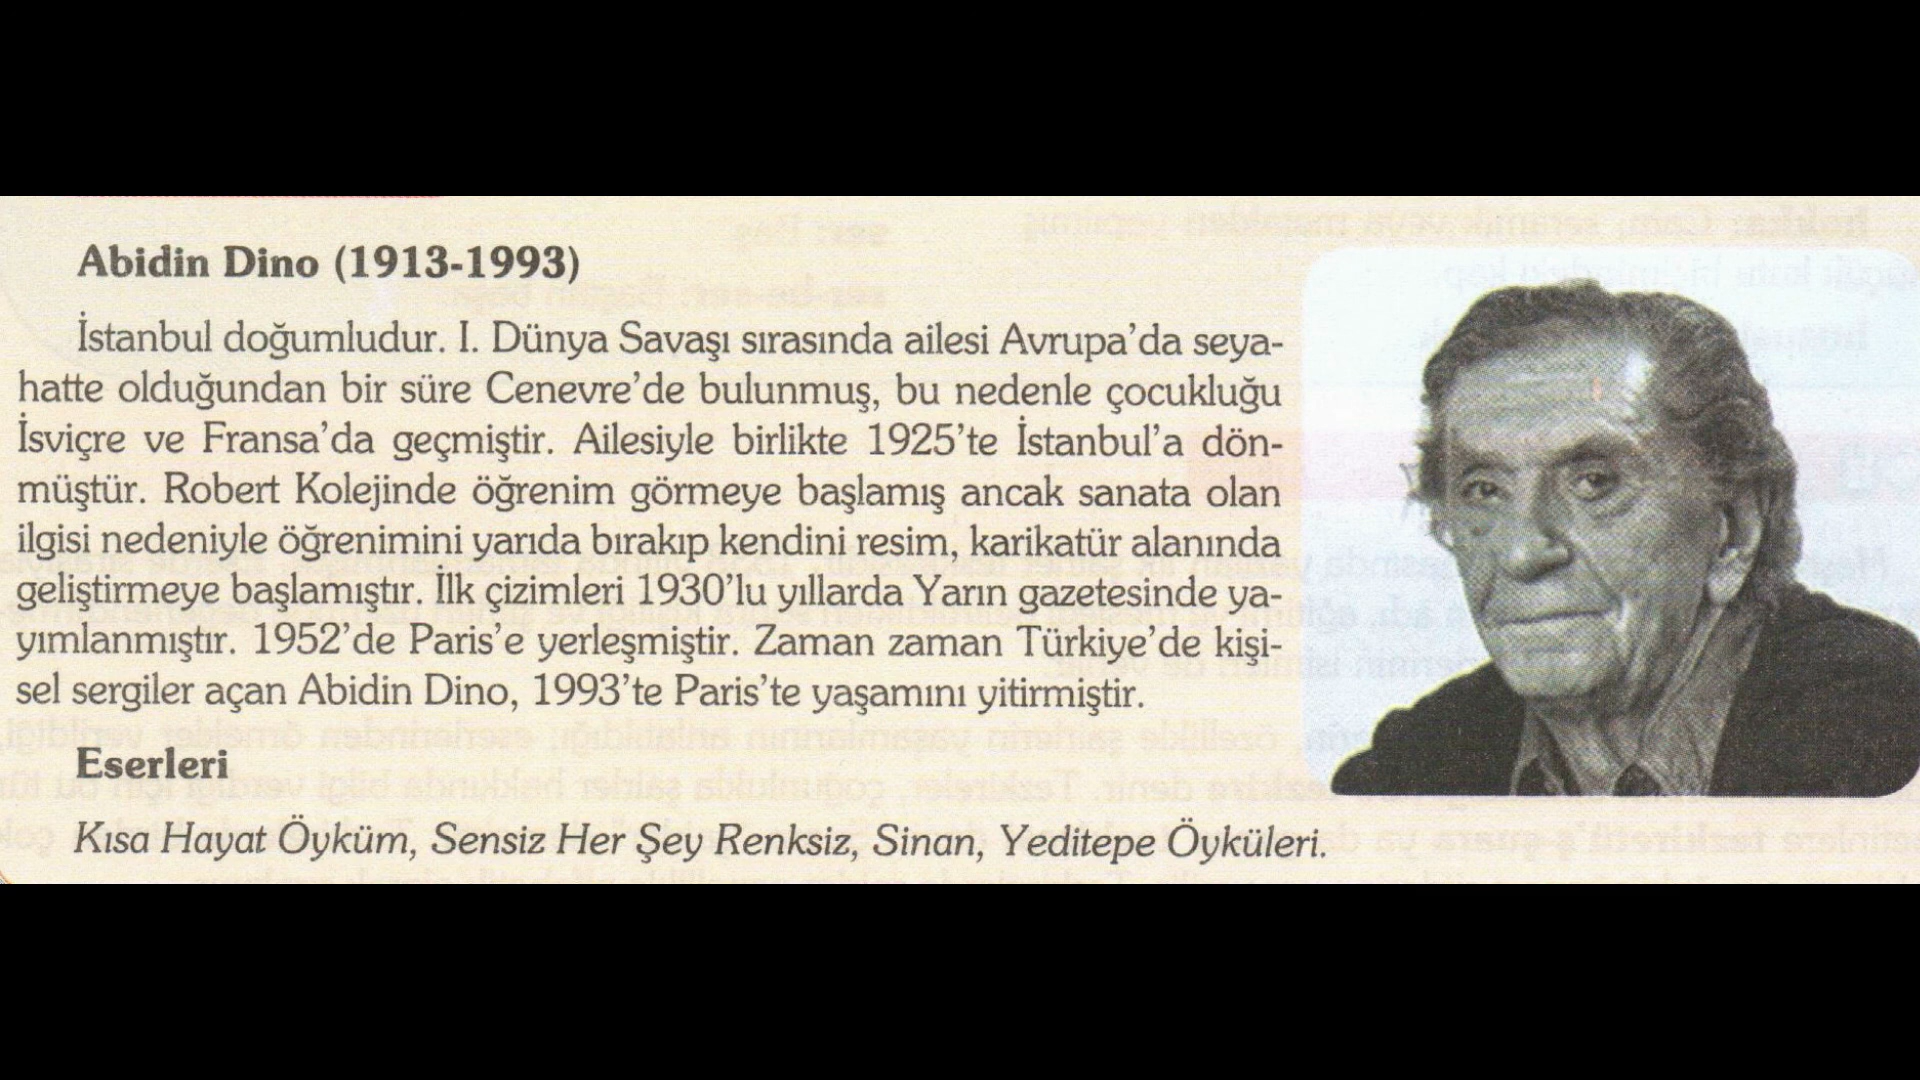 Abidin Dino (1913-1993)
İstanbul doğumludur. I. Dünya Savaşı sırasında ailesi Avrupa'da seya-
hatte olduğundan bir süre Cenevre'de bulunmuş, bu nedenle çocukluğu
İsviçre ve Fransa'da geçmiştir. Ailesiyle birlikte 1925'te İstanbul'a dön-
müştür. Robert Kolejinde öğrenim görmeye başlamış ancak sanata olan
ilgisi nedeniyle öğrenimini yarıda bırakıp kendini resim, karikatür alanında
geliştirmeye başlamıştır. İlk çizimleri 1930'lu yıllarda Yarın gazetesinde ya-
yımlanmıştır. 1952'de Paris'e yerleşmiştir. Zaman zaman Türkiye'de kişi-
sel sergiler açan Abidin Dino, 1993'te Paris'te yaşamını yitirmiştir.
Eserleri
Kısa Hayat Öyküm, Sensiz Her Şey Renksiz, Sinan, Yeditepe Öyküleri.